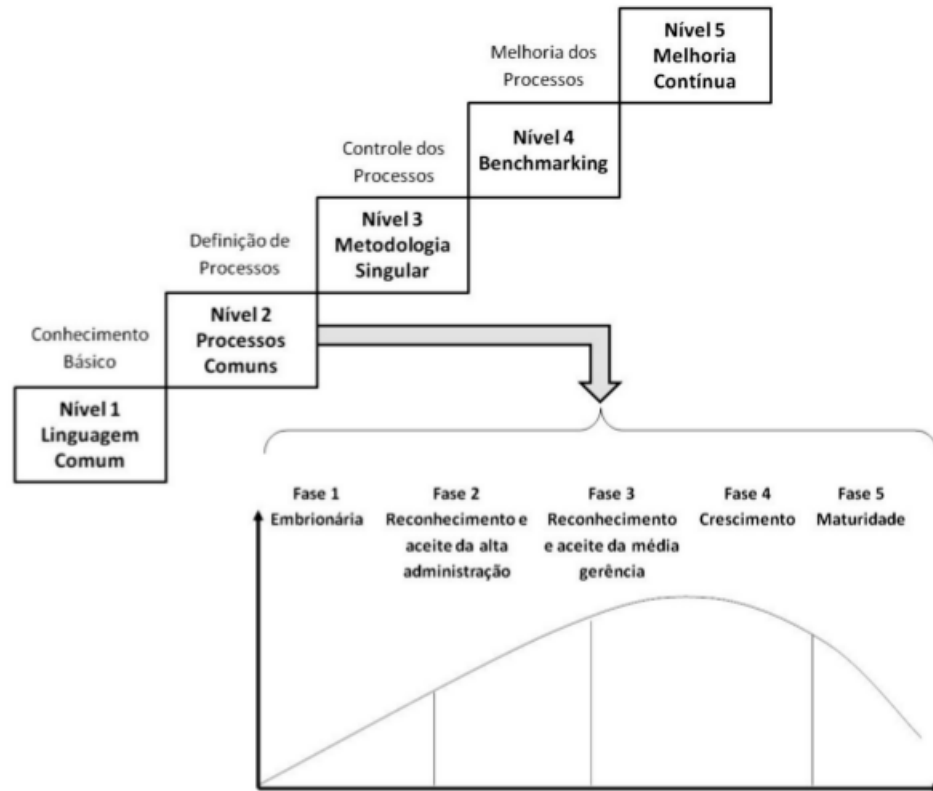 Nível 5
Melhoria
Contínua
Melhoria dos
Processos
Nível 4
Benchmarking
Controle dos
Processos
Nível 3
Metodologia
Singular
Definição de
Processos
Nível 2
Processos
Comuns
Conhecimento
Básico
Nível 1
Linguagem
Comum
Fase 1
Embrionária
Fase 2
Reconhecimento e
aceite da alta
administração
Fase 3
Reconhecimento
e aceite da média
gerência
Fase 4
Crescimento
Fase 5
Maturidade